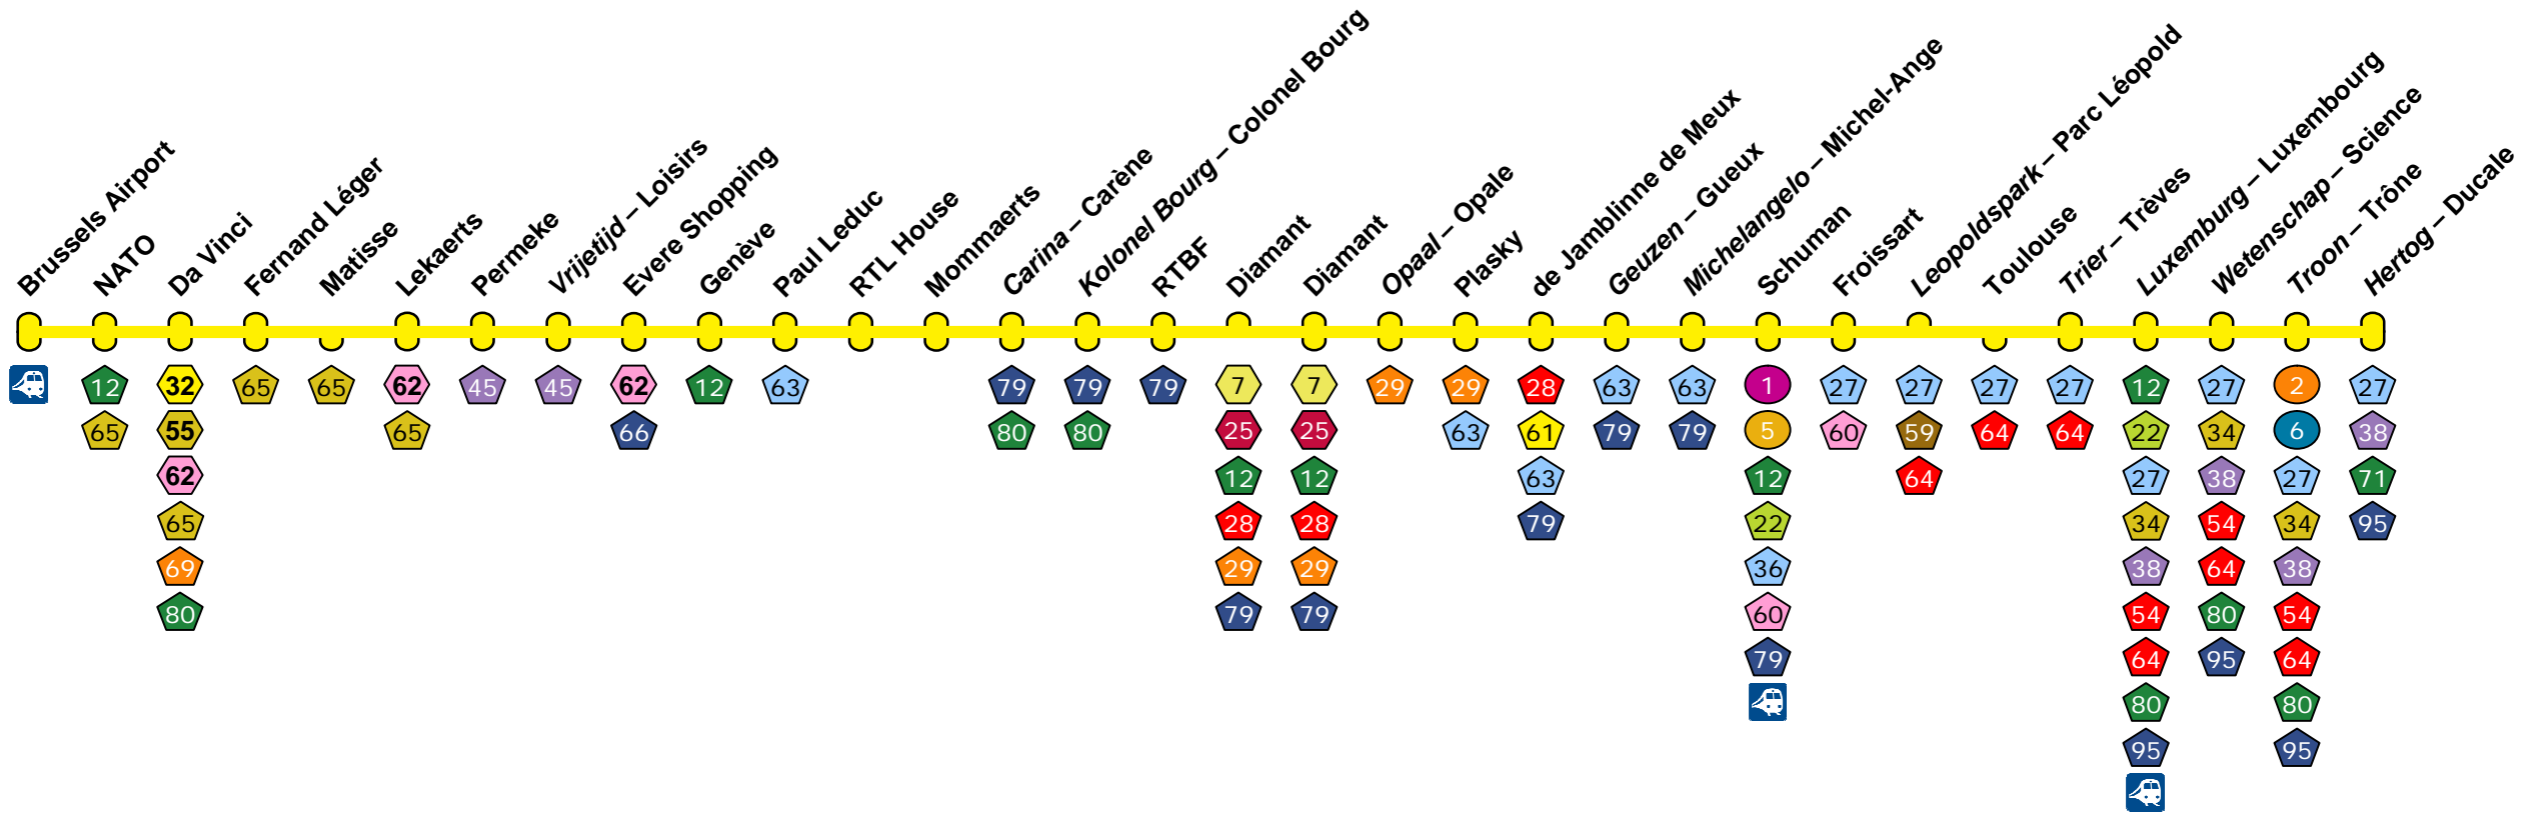 Brussels Airport
NATO
Da Vinci
Fernand Léger
Matisse
Lekaerts
Permeke
Vrijetijd – Loisirs
Evere Shopping
Genève
Paul Leduc
RTL House
Mommaerts
Carina – Carène
Kolonel Bourg – Colonel Bourg
RTBF
Diamant
Diamant
Opaal – Opale
Plasky
de Jamblinne de Meux
Geuzen – Gueux
Michelangelo – Michel-Ange
Schuman
Froissart
Leopoldspark – Parc Léopold
Toulouse
Trier – Trèves
Luxemburg – Luxembourg
Wetenschap – Science
Troon – Trône
Hertog – Ducale
12 32 65 65 62 45 45 62 12 63 79 79 79 7 7 29 29 28 63 63 1 27 27 27 27 12 27 2 27
65 55 65 66 80 80 25 25 63 61 79 79 5 60 59 64 64 22 34 6 38
62 12 12 63 12 64 27 38 27 71
65 28 28 79 22 34 54 34 95
69 29 29 36 38 64 38
80 79 79 60 54 80 54
79 64 95 64
80 80
95 95